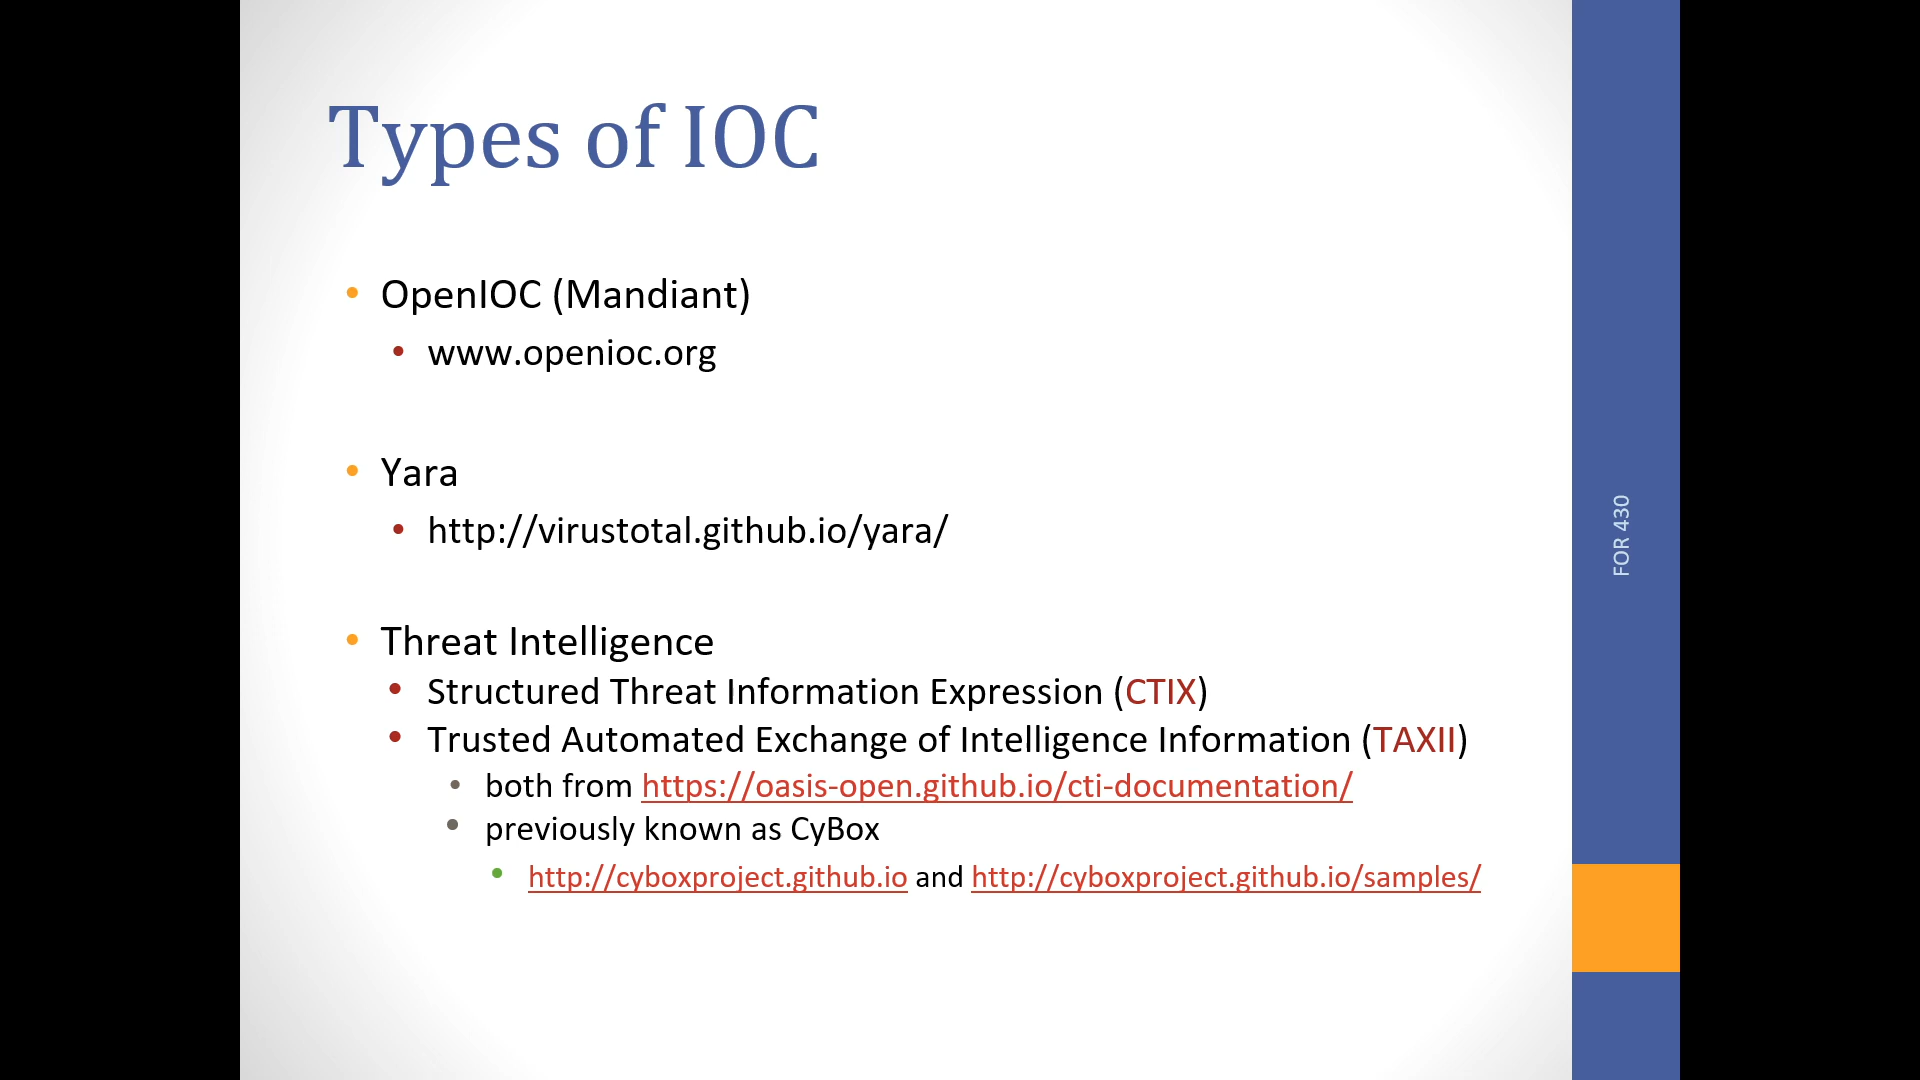 Types of IOC
• OpenIOC (Mandiant)
• www.openioc.org
• Yara
• http://virustotal.github.io/yara/
• Threat Intelligence
• Structured Threat Information Expression (CTIX)
• Trusted Automated Exchange of Intelligence Information (TAXII)
• both from https://oasis-open.github.io/cti-documentation/
• previously known as CyBox
• http://cyboxproject.github.io and http://cyboxproject.github.io/samples/
FOR 430